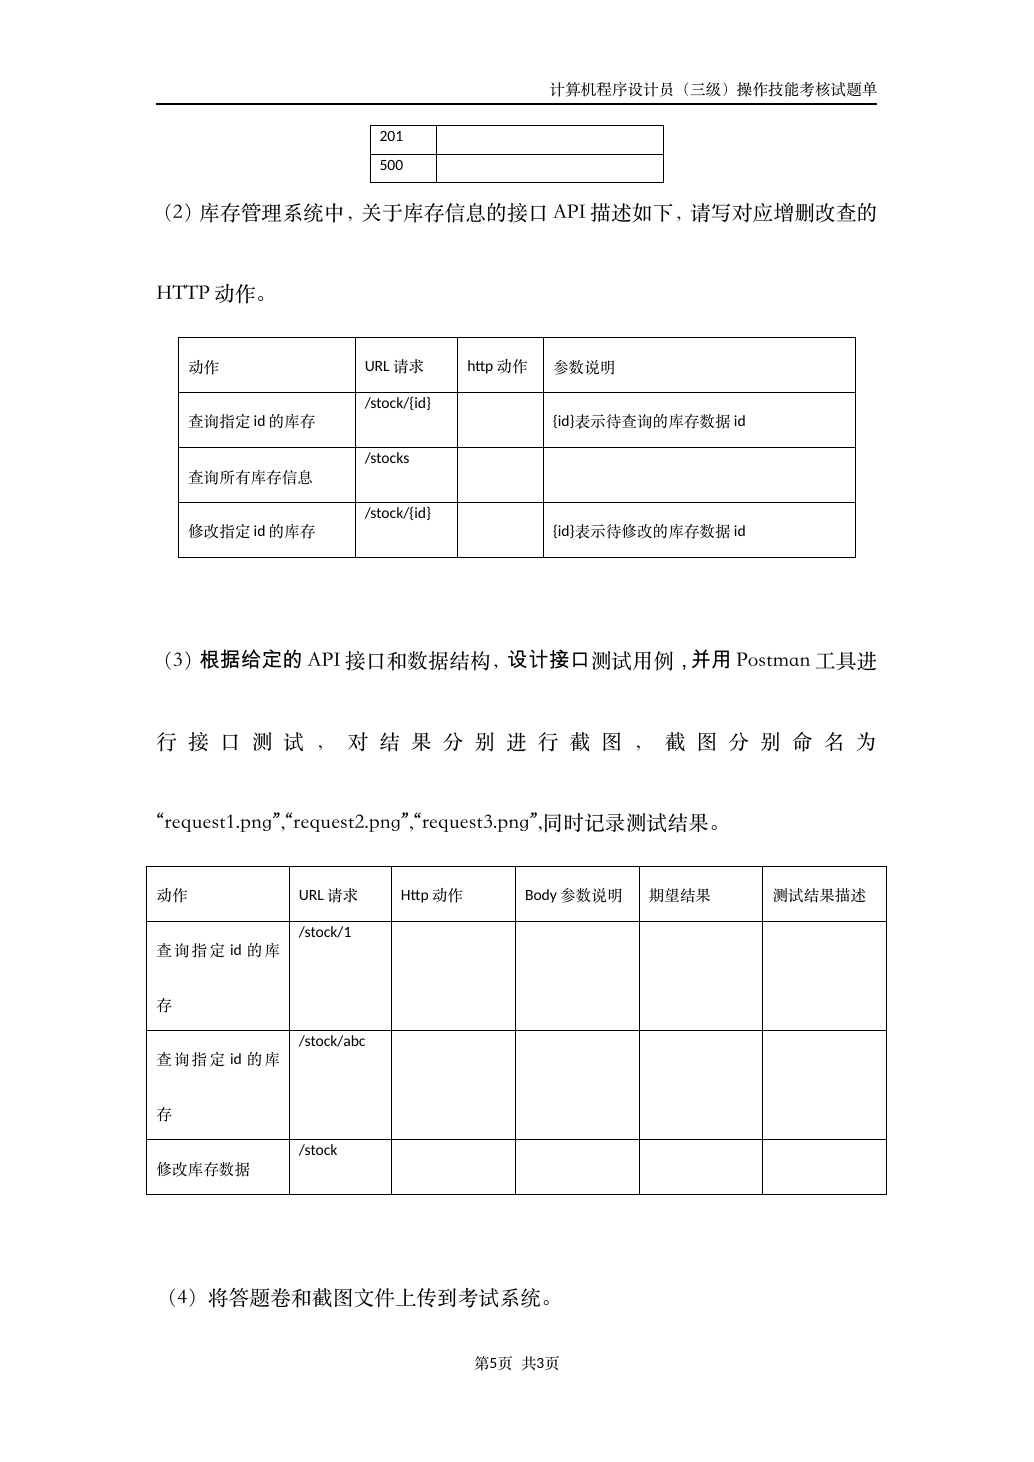 计算机程序设计员（三级）操作技能考核试题单
201
500
（2）库存管理系统中, 关于库存信息的接口 API 描述如下, 请写对应增删改查的
HTTP 动作。
动作 URL 请求 http 动作 参数说明
查询指定 id 的库存 /stock/{id} {id}表示待查询的库存数据 id
查询所有库存信息 /stocks
修改指定 id 的库存 /stock/{id} {id}表示待修改的库存数据 id
（3）根据给定的 API 接口和数据结构, 设计接口测试用例 ,并用 Postman 工具进
行接口测试, 对结果分别进行截图, 截图分别命名为
“request1.png”,“request2.png”,“request3.png”,同时记录测试结果。
动作 URL 请求 Http 动作 Body 参数说明 期望结果 测试结果描述
查询指定 id 的库 /stock/1
存
查询指定 id 的库 /stock/abc
存
修改库存数据 /stock
（4）将答题卷和截图文件上传到考试系统。
第5页 共3页